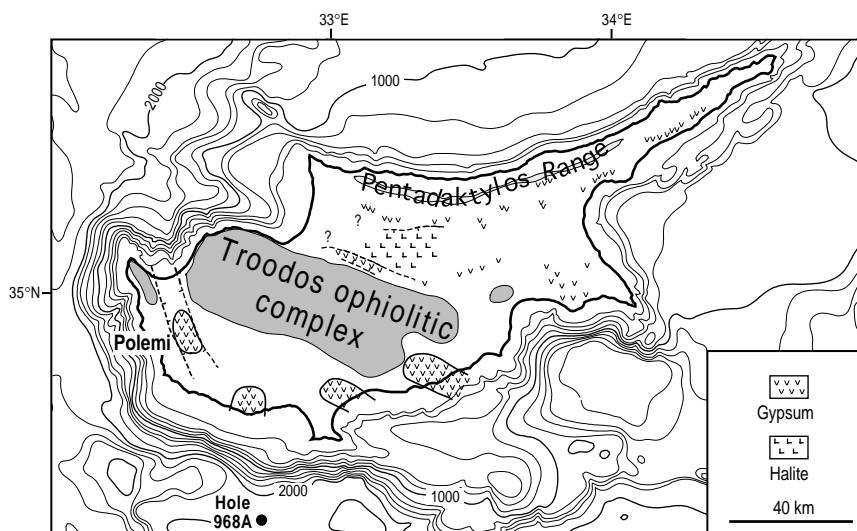 33°E 34°E
2000
1000
Pentadaktylos Range
?
?
35°N
Troodos ophiolitic
complex
Polemi
Gypsum
Halite
40 km
2000
1000
Hole
968A